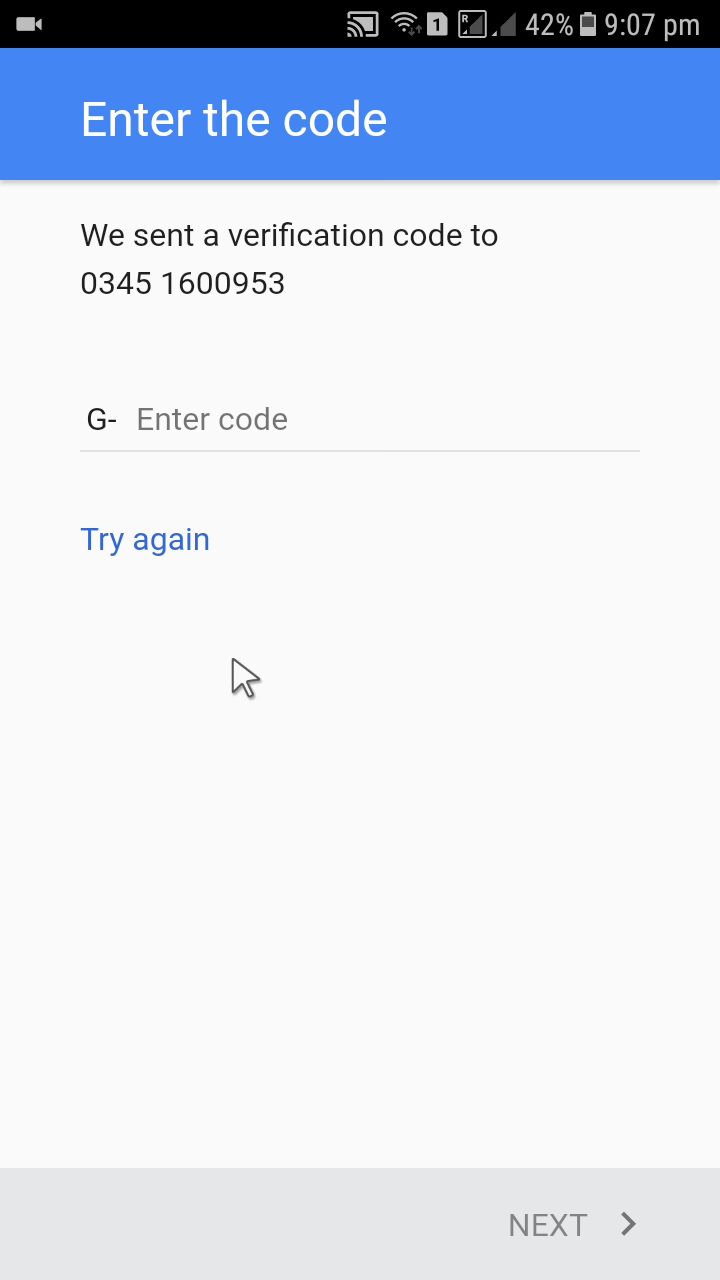 1 R 42% 9:07 pm
Enter the code
We sent a verification code to
0345 1600953
G- Enter code
Try again
NEXT